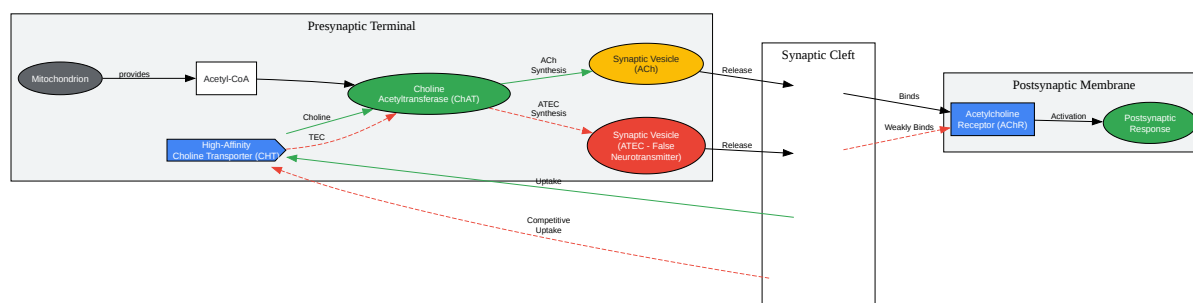 Presynaptic Terminal
Mitochondrion
provides
Acetyl-CoA
Choline
Acetyltransferase (ChAT)
ACh
Synthesis
Synaptic Vesicle
(ACh)
Release
Choline
TEC
ATEC
Synthesis
High-Affinity
Choline Transporter (CHT)
Synaptic Vesicle
(ATEC - False
Neurotransmitter)
Release
Uptake
Competitive
Uptake
Synaptic Cleft
Binds
Weakly Binds
Postsynaptic Membrane
Acetylcholine
Receptor (AChR)
Activation
Postsynaptic
Response